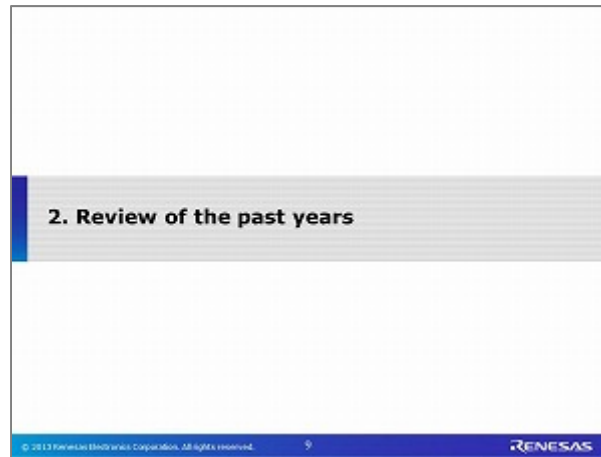 2. Review of the past years
© 2013 Renesas Electronics Corporation. All rights reserved.
9
RENESAS